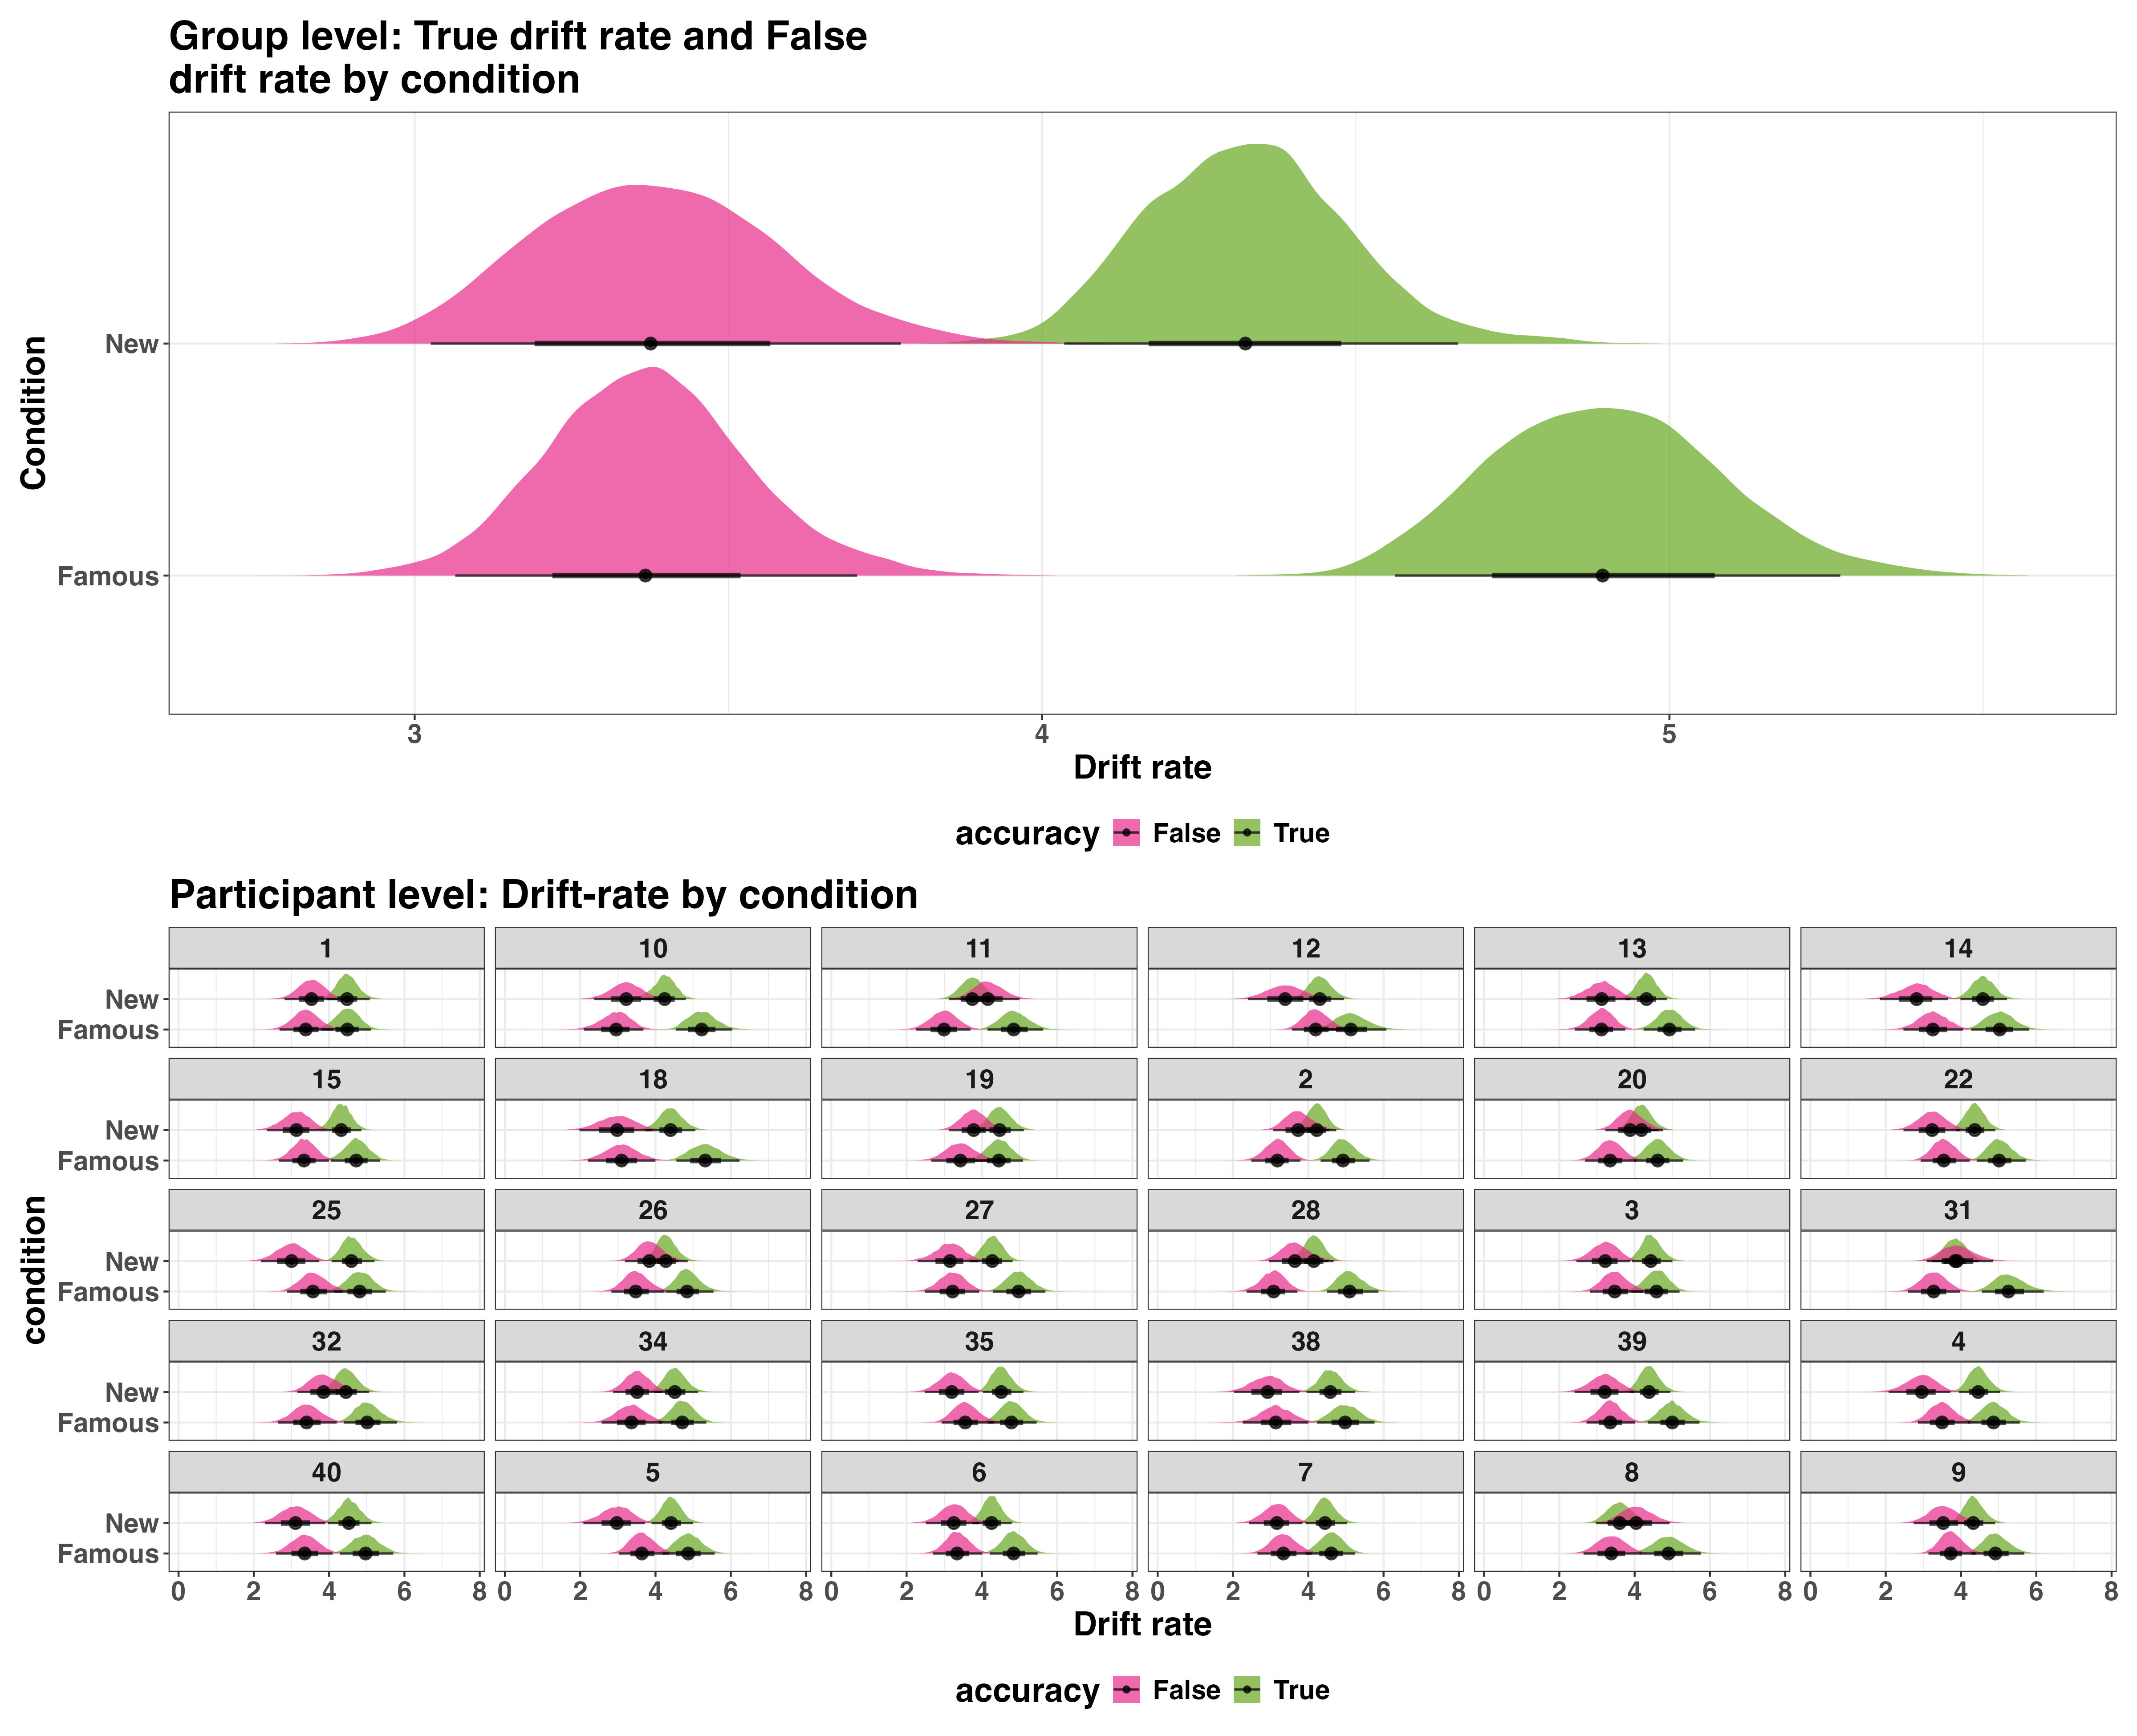 Group level: True drift rate and False
drift rate by condition
Condition
New
Famous
3 4 5
Drift rate
accuracy False True
Participant level: Drift-rate by condition
condition
1 10 11 12 13 14
New
Famous
15 18 19 2 20 22
New
Famous
25 26 27 28 3 31
New
Famous
32 34 35 38 39 4
New
Famous
40 5 6 7 8 9
New
Famous
0 2 4 6 8 0 2 4 6 8 0 2 4 6 8 0 2 4 6 8 0 2 4 6 8 0 2 4 6 8
Drift rate
accuracy False True